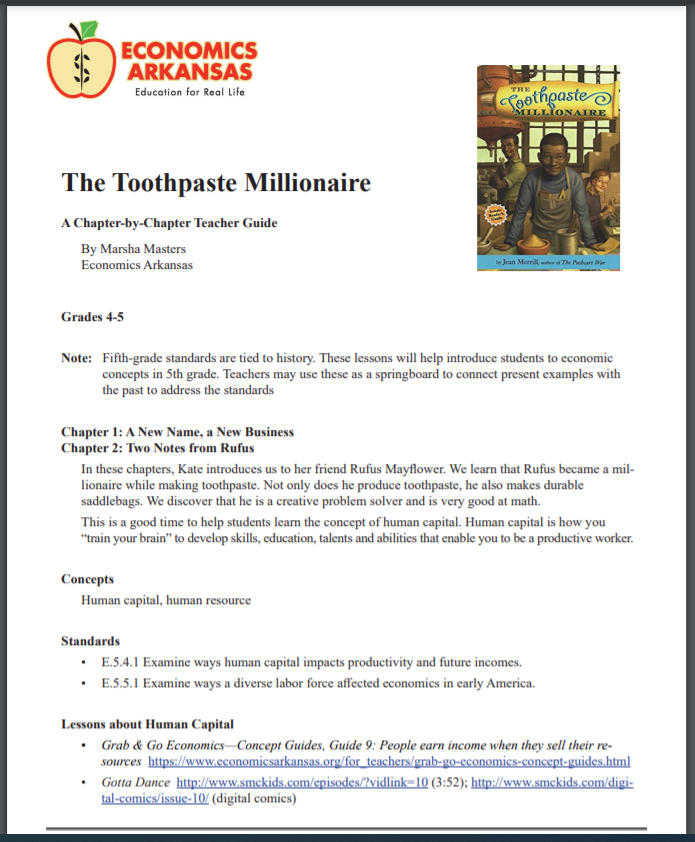 ECONOMICS
ARKANSAS
Education for Real Life
THE
Toothpaste
MILLIONAIRE
by Jean Merrill, author of The Pushcart War
The Toothpaste Millionaire
A Chapter-by-Chapter Teacher Guide
By Marsha Masters
Economics Arkansas
Grades 4-5
Note: Fifth-grade standards are tied to history. These lessons will help introduce students to economic
concepts in 5th grade. Teachers may use these as a springboard to connect present examples with
the past to address the standards
Chapter 1: A New Name, a New Business
Chapter 2: Two Notes from Rufus
In these chapters, Kate introduces us to her friend Rufus Mayflower. We learn that Rufus became a mil-
lionaire while making toothpaste. Not only does he produce toothpaste, he also makes durable
saddlebags. We discover that he is a creative problem solver and is very good at math.
This is a good time to help students learn the concept of human capital. Human capital is how you
“train your brain” to develop skills, education, talents and abilities that enable you to be a productive worker.
Concepts
Human capital, human resource
Standards
• E.5.4.1 Examine ways human capital impacts productivity and future incomes.
• E.5.5.1 Examine ways a diverse labor force affected economics in early America.
Lessons about Human Capital
• Grab & Go Economics—Concept Guides, Guide 9: People earn income when they sell their re-
sources https://www.economicsarkansas.org/for_teachers/grab-go-economics-concept-guides.html
• Gotta Dance http://www.smckids.com/episodes/?vidlink=10 (3:52); http://www.smckids.com/digi-
tal-comics/issue-10/ (digital comics)